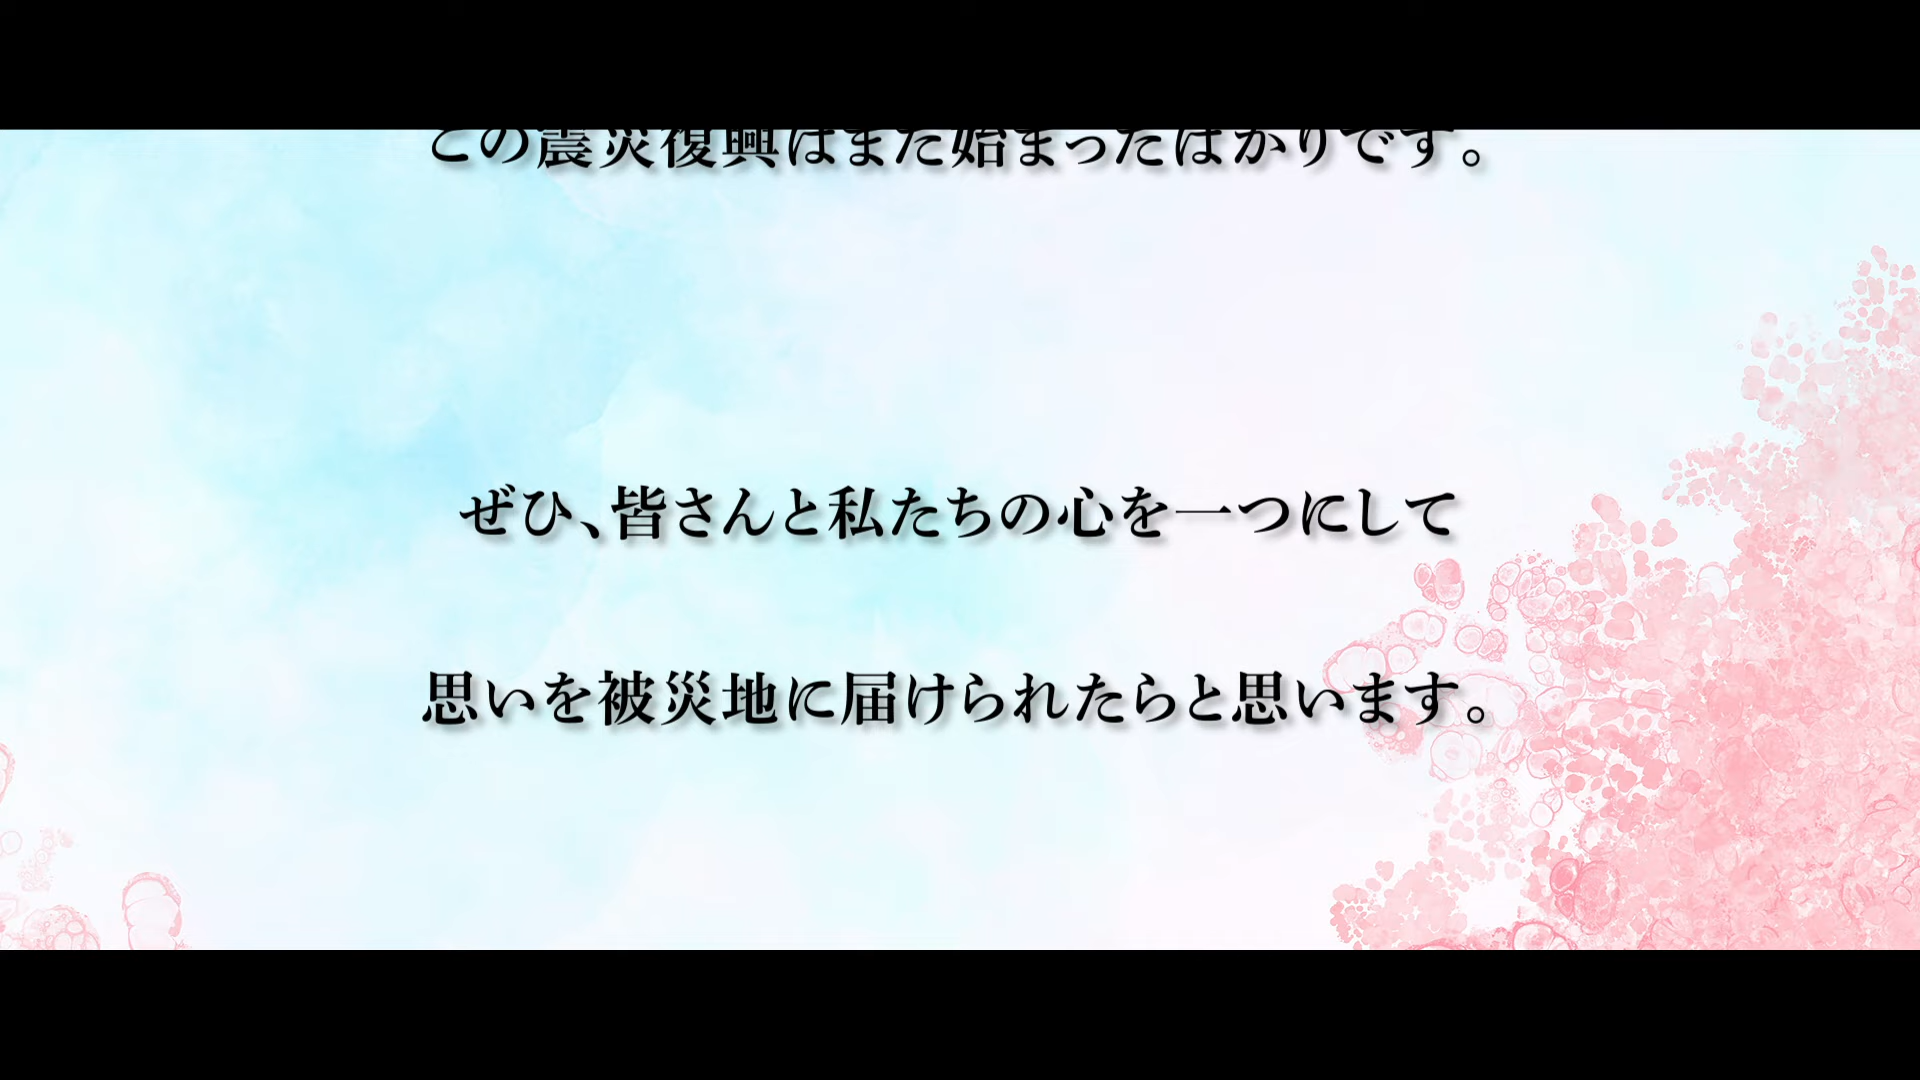 この震災復興はまだ始まったばかりです。
ぜひ、皆さんと私たちの心を一つにして
思いを被災地に届けられたらと思います。